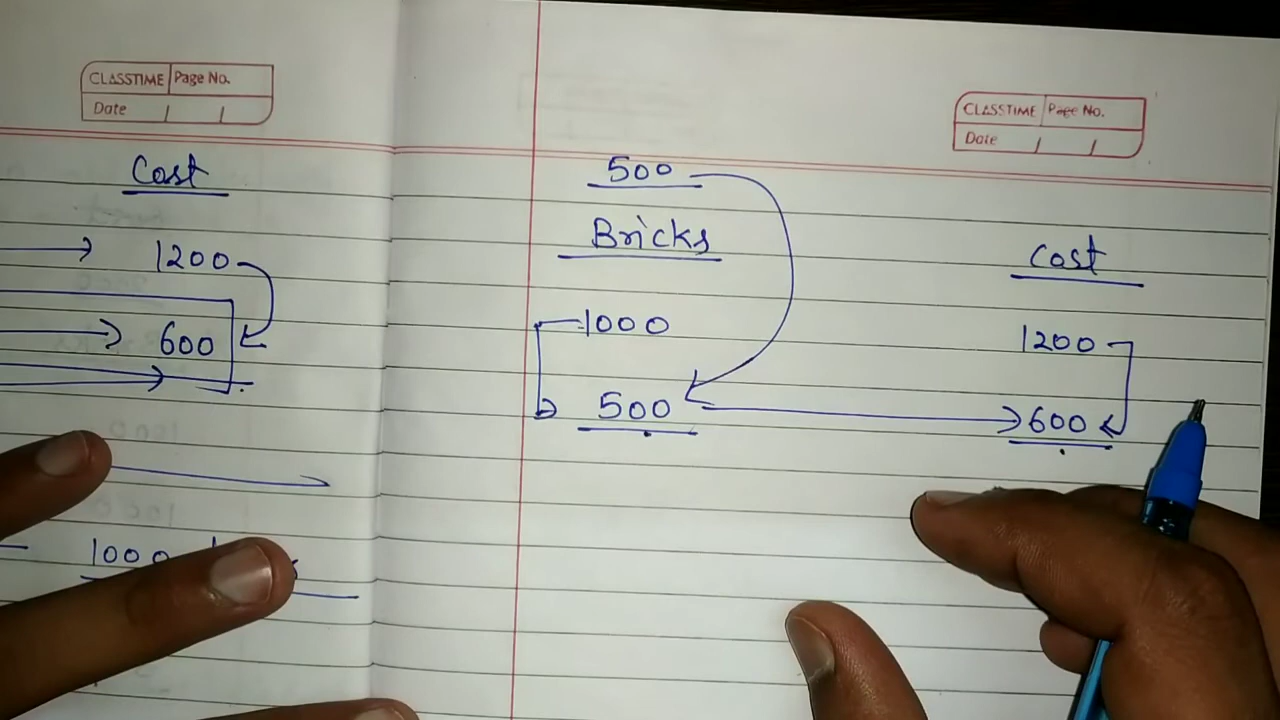 CLASSTIME Page No.
Date / /
Cost
1200
600
1000
CLASSTIME Page No.
Date / /
500
Bricks Cost
1000 1200
500 600